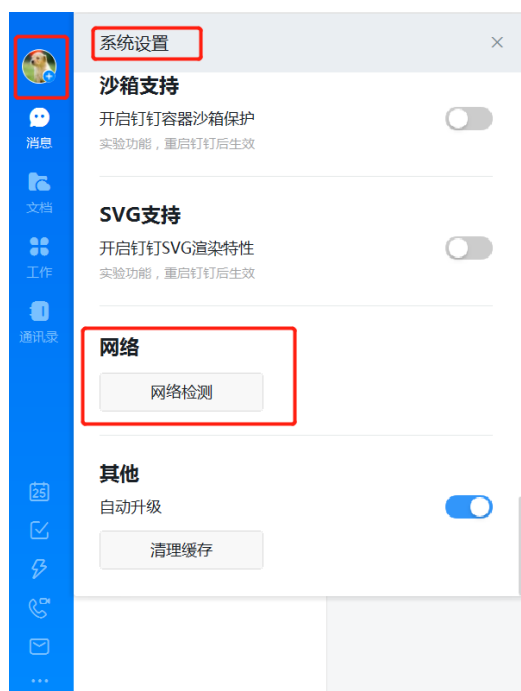 系统设置
沙箱支持
开启钉钉容器沙箱保护
实验功能，重启钉钉后生效
SVG支持
开启钉钉SVG渲染特性
实验功能，重启钉钉后生效
网络
网络检测
其他
自动升级
清理缓存
消息
文档
工作
通讯录
25